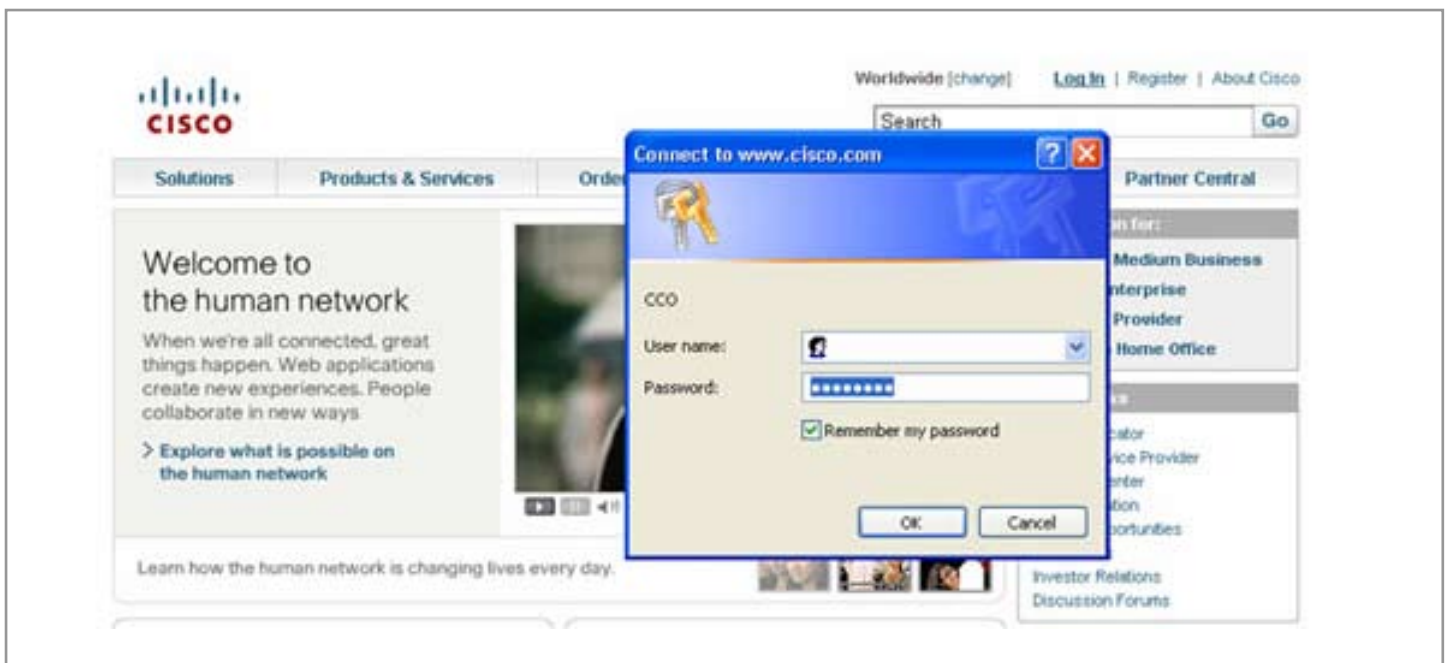 CISCO
Worldwide [change] Log In | Register | About Cisco
Search Go
Solutions Products & Services Partner Central
Connect to www.cisco.com
Welcome to
the human network
When we're all connected, great
things happen. Web applications
create new experiences. People
collaborate in new ways
> Explore what is possible on
the human network
Learn how the human network is changing lives every day.
CCO
User name:
Password: ••••••••
Remember my password
OK Cancel
Medium Business
Provider
Home Office
Provider
Investor Relations
Discussion Forums